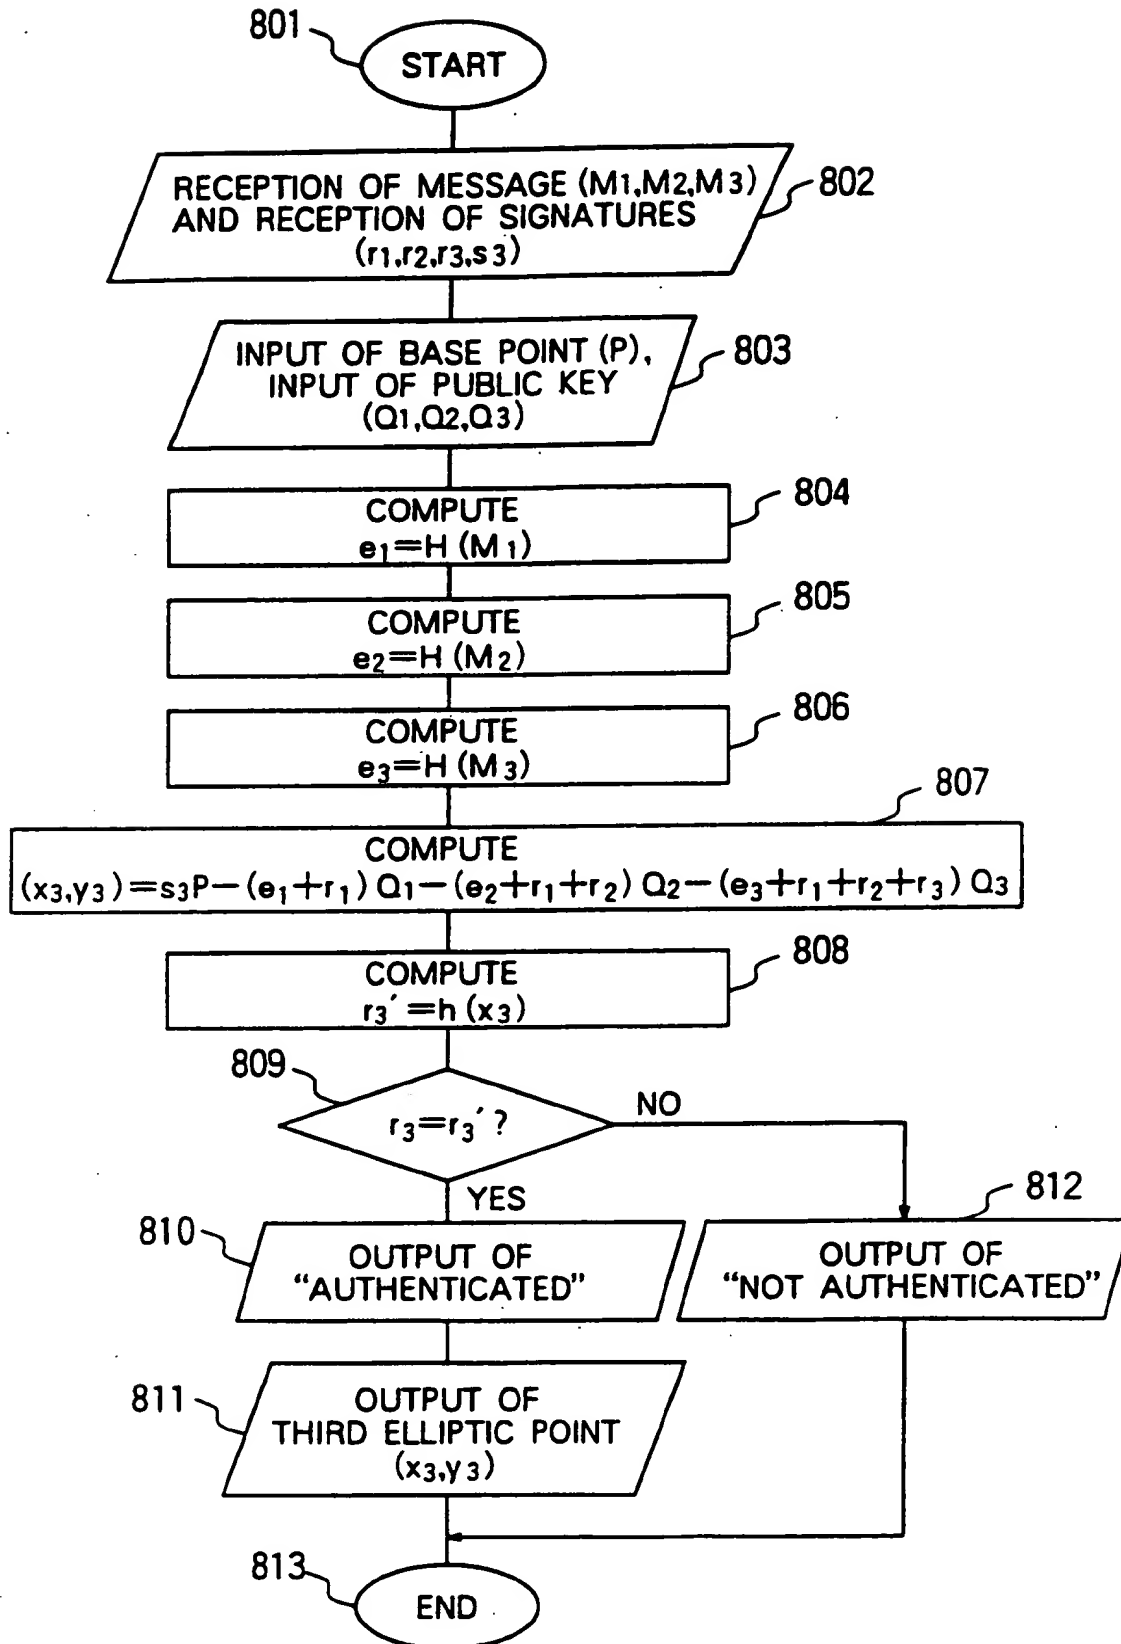 801
START
RECEPTION OF MESSAGE (M1,M2,M3)
AND RECEPTION OF SIGNATURES
(r1,r2,r3,s3)
802
INPUT OF BASE POINT (P),
INPUT OF PUBLIC KEY
(Q1,Q2,Q3)
803
COMPUTE
e1=H(M1)
804
COMPUTE
e2=H(M2)
805
COMPUTE
e3=H(M3)
806
807
COMPUTE
(x3,y3)=s3P-(e1+r1)Q1-(e2+r1+r2)Q2-(e3+r1+r2+r3)Q3
COMPUTE
r3'=h(x3)
808
809
r3=r3'?
NO
YES
810
OUTPUT OF
"AUTHENTICATED"
812
OUTPUT OF
"NOT AUTHENTICATED"
811
OUTPUT OF
THIRD ELLIPTIC POINT
(x3,y3)
813
END